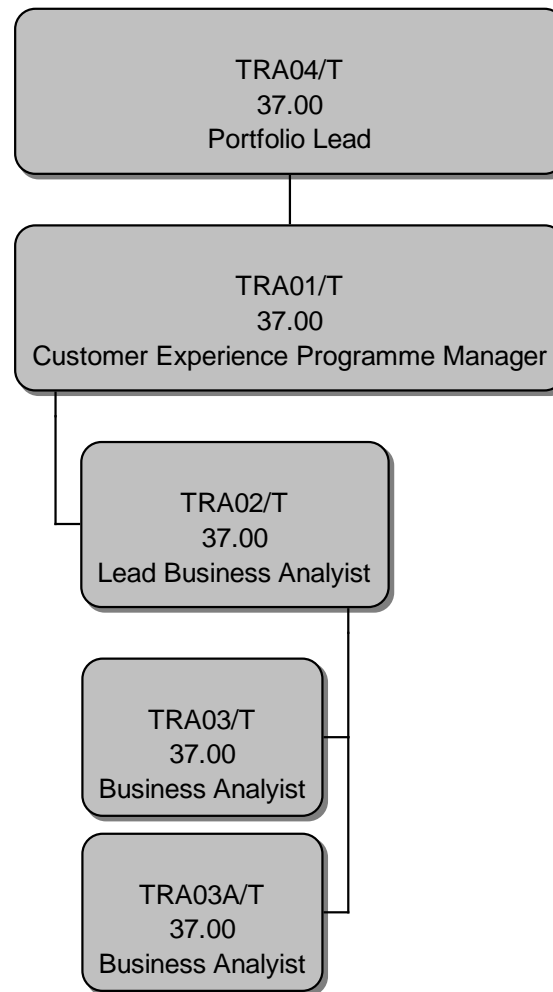 TRA04/T
37.00
Portfolio Lead
TRA01/T
37.00
Customer Experience Programme Manager
TRA02/T
37.00
Lead Business Analyist
TRA03/T
37.00
Business Analyist
TRA03A/T
37.00
Business Analyist